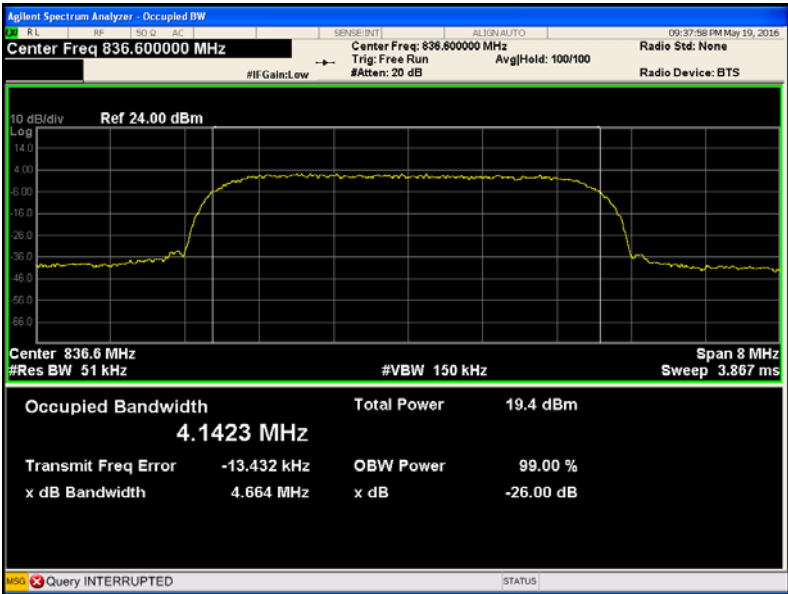 Agilent Spectrum Analyzer - Occupied BW
LXI RL RF 50 Ω AC SENSE:INT ALIGNAUTO 09:37:58 PM May 19, 2016
Center Freq 836.600000 MHz Center Freq: 836.600000 MHz Radio Std: None
Trig: Free Run Avg|Hold: 100/100
#IFGain:Low #Atten: 20 dB Radio Device: BTS
10 dB/div Ref 24.00 dBm
Log
14.0
4.00
-6.00
-16.0
-26.0
-36.0
-46.0
-56.0
-66.0
Center 836.6 MHz Span 8 MHz
#Res BW 51 kHz #VBW 150 kHz Sweep 3.867 ms
Occupied Bandwidth Total Power 19.4 dBm
4.1423 MHz
Transmit Freq Error -13.432 kHz OBW Power 99.00 %
x dB Bandwidth 4.664 MHz x dB -26.00 dB
MSG Query INTERRUPTED STATUS